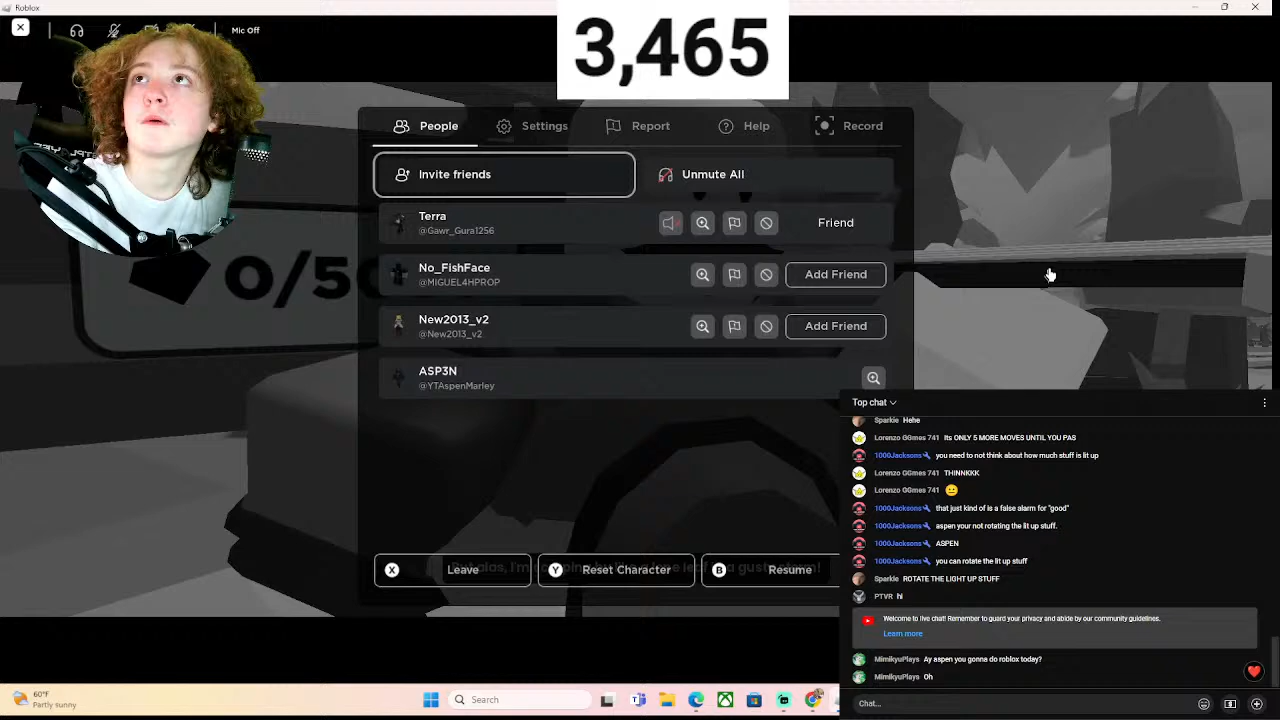 Roblox
Mic Off
3,465
People
Settings
Report
Help
Record
Invite friends
Unmute All
Terra
@Gawr_Gura1256
Friend
No_FishFace
@MIGUEL4HPROP
Add Friend
New2013_v2
@New2013_v2
Add Friend
ASP3N
@YTAspenMarley
0/50
X Leave
Y Reset Character
B Resume
Top chat
Sparkie Hehe
Lorenzo GGmes 741 Its ONLY 5 MORE MOVES UNTIL YOU PAS
1000Jacksons you need to not think about how much stuff is lit up
Lorenzo GGmes 741 THINNKKK
Lorenzo GGmes 741
1000Jacksons that just kind of is a false alarm for "good"
1000Jacksons aspen your not rotating the lit up stuff.
1000Jacksons ASPEN
1000Jacksons you can rotate the lit up stuff
Sparkie ROTATE THE LIGHT UP STUFF
PTVR hi
Welcome to live chat! Remember to guard your privacy and abide by our community guidelines.
Learn more
MimikyuPlays Ay aspen you gonna do roblox today?
MimikyuPlays Oh
Chat...
60°F
Partly sunny
Search